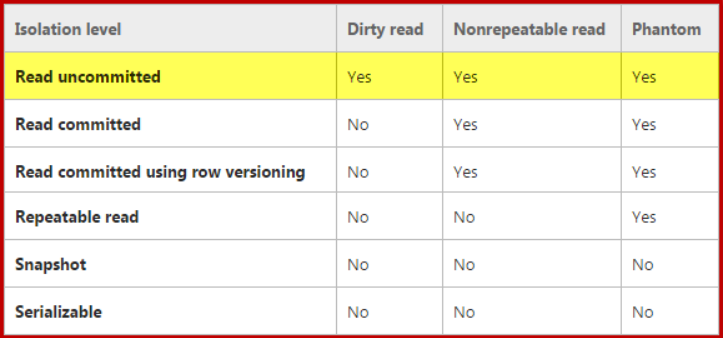 Isolation level Dirty read Nonrepeatable read Phantom
Read uncommitted Yes Yes Yes
Read committed No Yes Yes
Read committed using row versioning No Yes Yes
Repeatable read No No Yes
Snapshot No No No
Serializable No No No